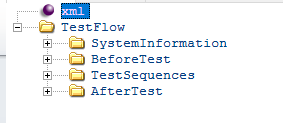 xml
TestFlow
SystemInformation
BeforeTest
TestSequences
AfterTest